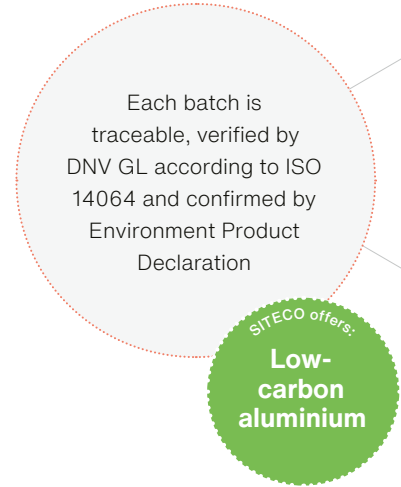 Each batch is
traceable, verified by
DNV GL according to ISO
14064 and confirmed by
Environment Product
Declaration
SITECO offers:
Low-
carbon
aluminium